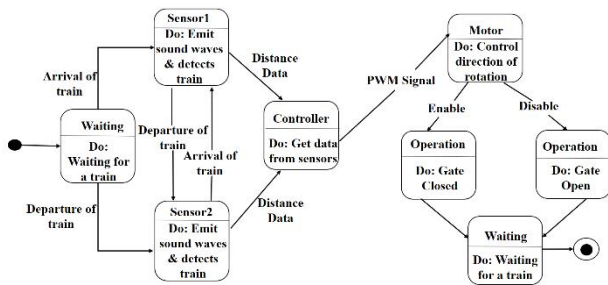 Sensor1
Do: Emit
sound waves
& detects
train
Arrival of
train
Distance
Data
Waiting
Do:
Waiting for
a train
Departure of
train
Arrival of
train
Controller
Do: Get data
from sensors
PWM Signal
Motor
Do: Control
direction of
rotation
Enable
Disable
Operation
Do: Gate
Closed
Operation
Do: Gate
Open
Departure of
train
Sensor2
Do: Emit
sound waves
& detects
train
Distance
Data
Waiting
Do: Waiting
for a train